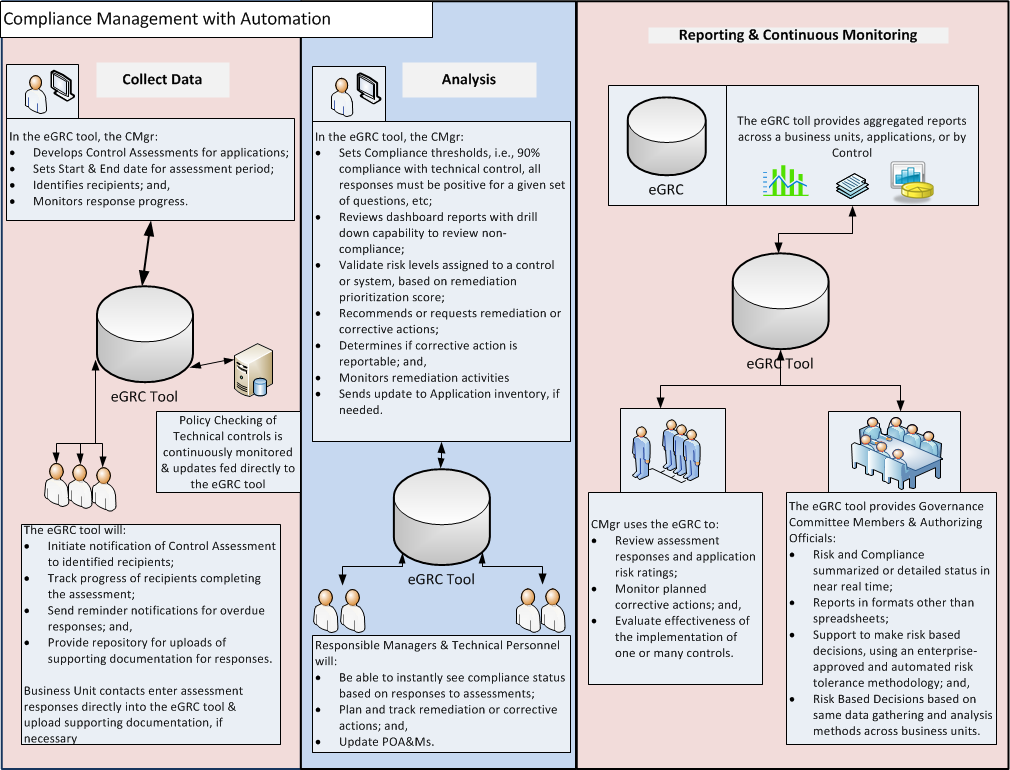 Compliance Management with Automation
Collect Data
In the eGRC tool, the CMgr:
• Develops Control Assessments for applications;
• Sets Start & End date for assessment period;
• Identifies recipients; and,
• Monitors response progress.
eGRC Tool
Policy Checking of
Technical controls is
continuously monitored
& updates fed directly to
the eGRC tool
The eGRC tool will:
• Initiate notification of Control Assessment
to identified recipients;
• Track progress of recipients completing
the assessment;
• Send reminder notifications for overdue
responses; and,
• Provide repository for uploads of
supporting documentation for responses.
Business Unit contacts enter assessment
responses directly into the eGRC tool &
upload supporting documentation, if
necessary
Analysis
In the eGRC tool, the CMgr:
• Sets Compliance thresholds, i.e., 90%
compliance with technical control, all
responses must be positive for a given set
of questions, etc;
• Reviews dashboard reports with drill
down capability to review non-
compliance;
• Validate risk levels assigned to a control
or system, based on remediation
prioritization score;
• Recommends or requests remediation or
corrective actions;
• Determines if corrective action is
reportable; and,
• Monitors remediation activities
• Sends update to Application inventory, if
needed.
eGRC Tool
Responsible Managers & Technical Personnel
will:
• Be able to instantly see compliance status
based on responses to assessments;
• Plan and track remediation or corrective
actions; and,
• Update POA&Ms.
Reporting & Continuous Monitoring
eGRC
The eGRC toll provides aggregated reports
across a business units, applications, or by
Control
eGRC Tool
CMgr uses the eGRC to:
• Review assessment
responses and application
risk ratings;
• Monitor planned
corrective actions; and,
• Evaluate effectiveness of
the implementation of
one or many controls.
The eGRC tool provides Governance
Committee Members & Authorizing
Officials:
• Risk and Compliance
summarized or detailed status in
near real time;
• Reports in formats other than
spreadsheets;
• Support to make risk based
decisions, using an enterprise-
approved and automated risk
tolerance methodology; and,
• Risk Based Decisions based on
same data gathering and analysis
methods across business units.